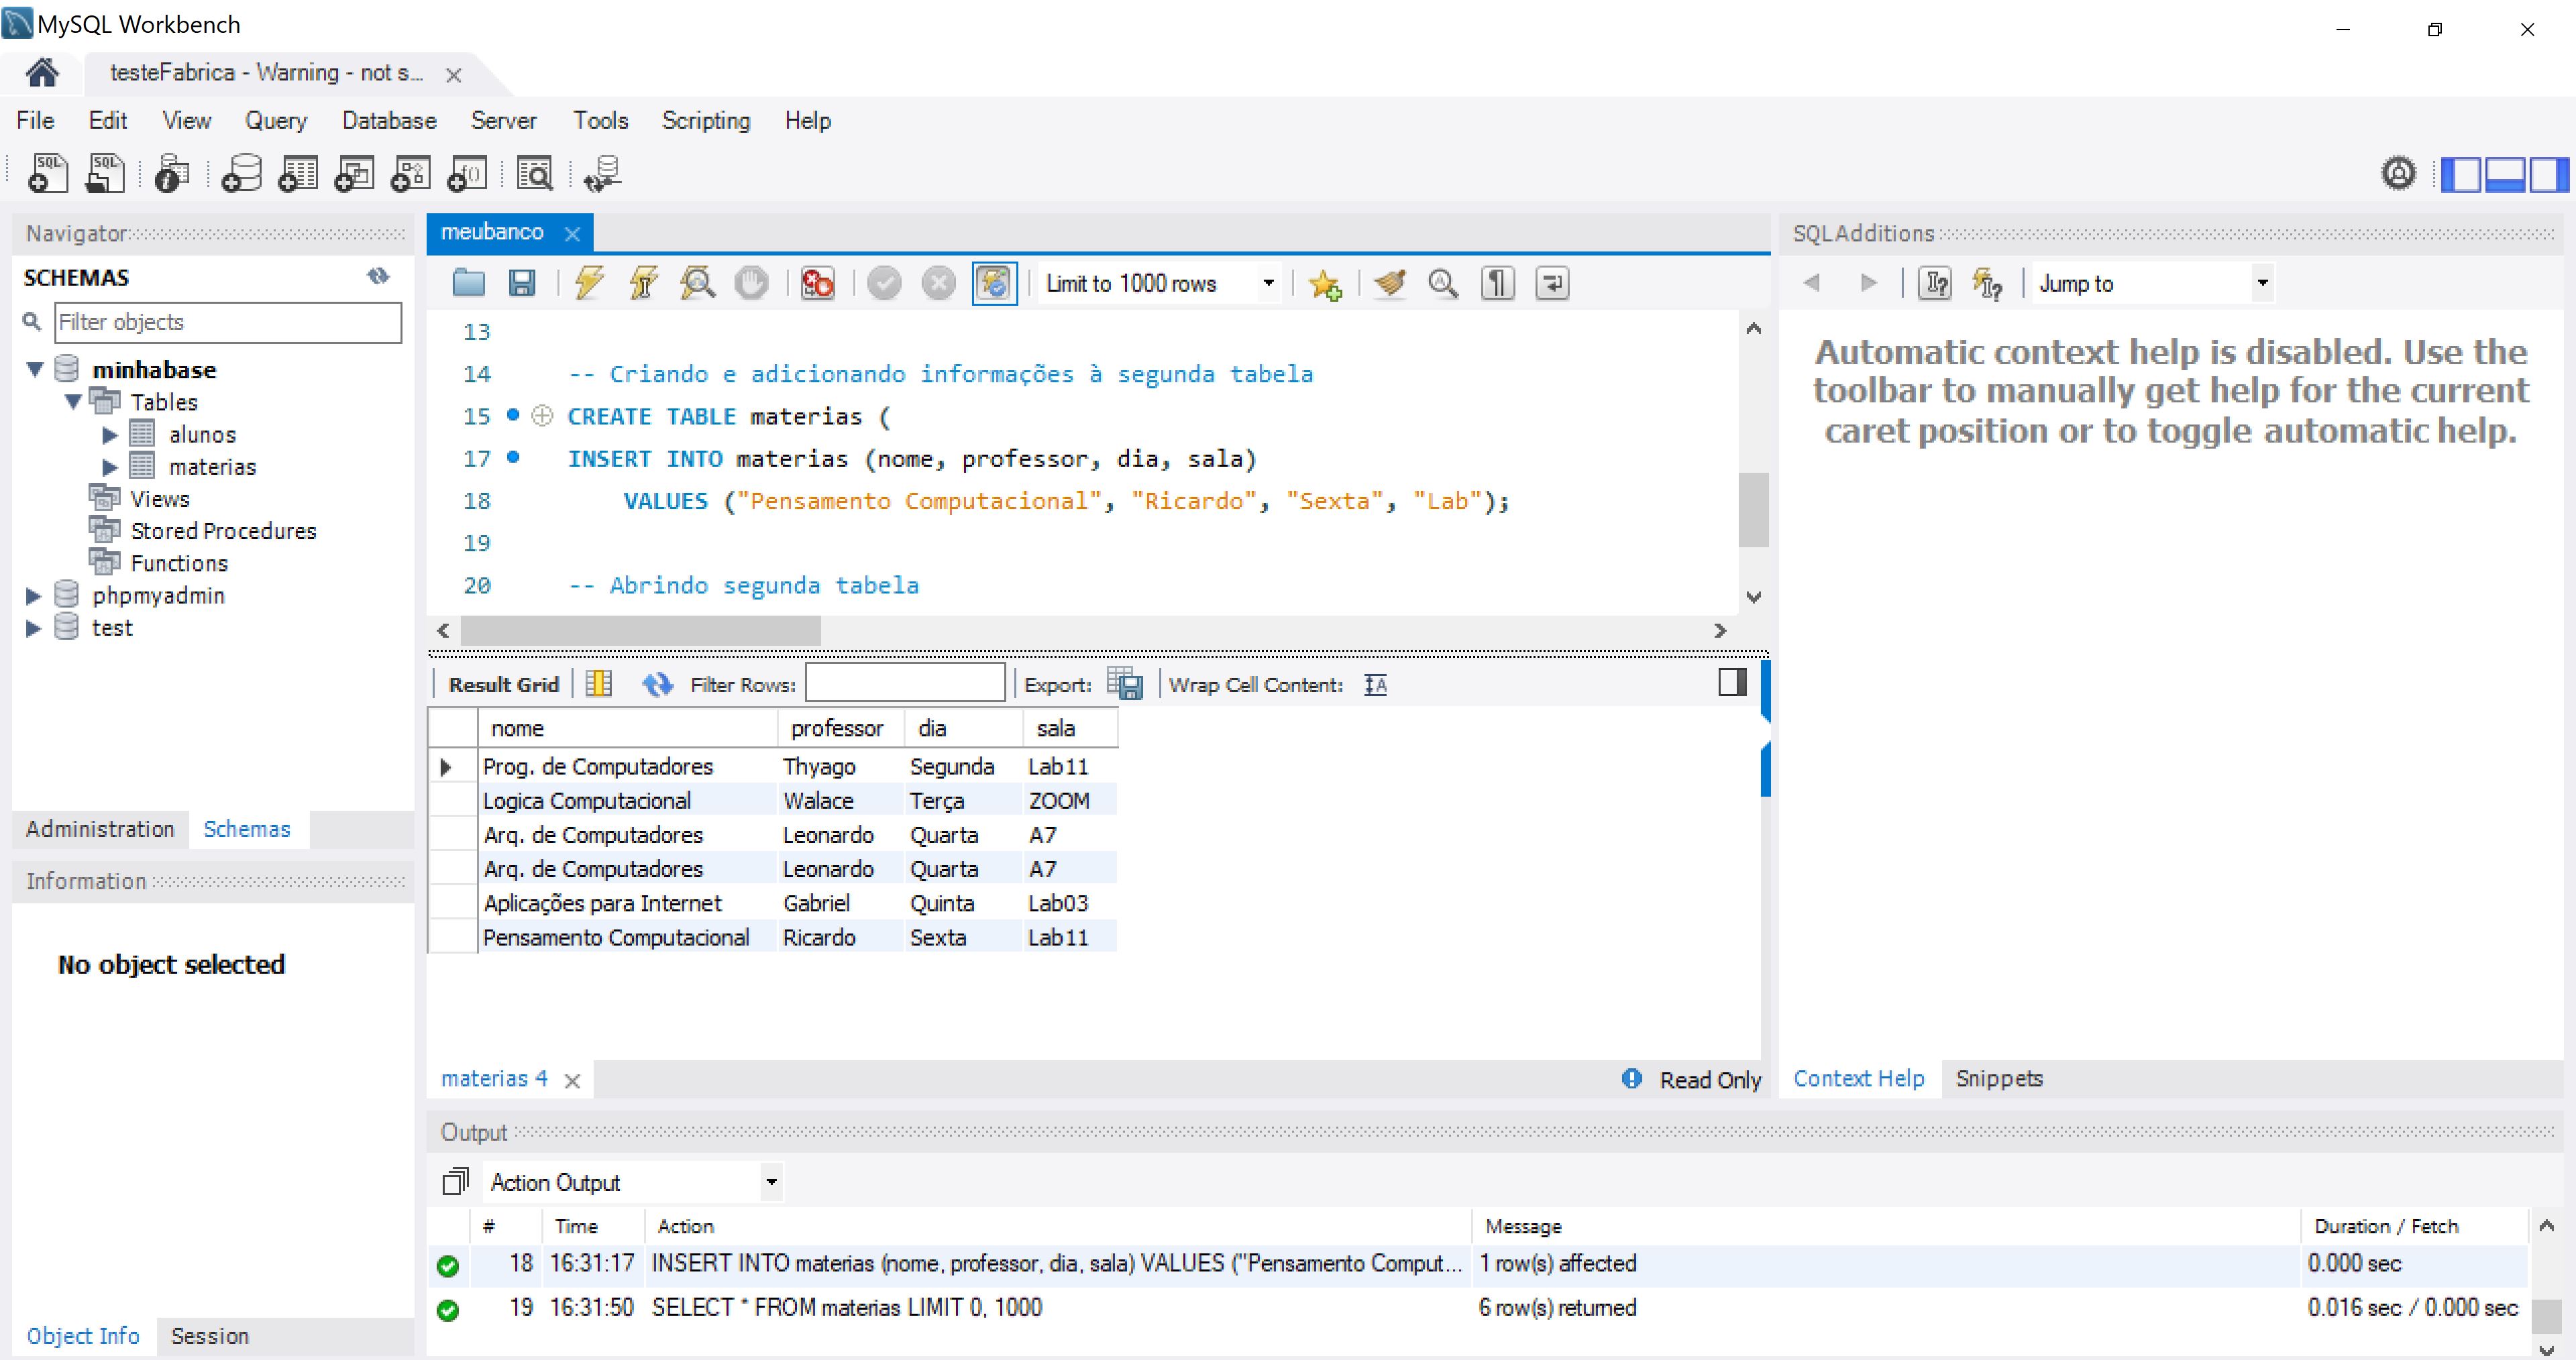 MySQL Workbench
testeFabrica - Warning - not s...
File Edit View Query Database Server Tools Scripting Help
Navigator
SCHEMAS
Filter objects
minhabase
Tables
alunos
materias
Views
Stored Procedures
Functions
phpmyadmin
test
Administration Schemas
Information
No object selected
Object Info Session
meubanco
Limit to 1000 rows
13
14 -- Criando e adicionando informações à segunda tabela
15 CREATE TABLE materias (
17 INSERT INTO materias (nome, professor, dia, sala)
18 VALUES ("Pensamento Computacional", "Ricardo", "Sexta", "Lab");
19
20 -- Abrindo segunda tabela
Result Grid Filter Rows: Export: Wrap Cell Content:
nome professor dia sala
Prog. de Computadores Thyago Segunda Lab11
Logica Computacional Walace Terça ZOOM
Arq. de Computadores Leonardo Quarta A7
Arq. de Computadores Leonardo Quarta A7
Aplicações para Internet Gabriel Quinta Lab03
Pensamento Computacional Ricardo Sexta Lab11
materias 4 Read Only
SQLAdditions
Jump to
Automatic context help is disabled. Use the
toolbar to manually get help for the current
caret position or to toggle automatic help.
Context Help Snippets
Output
Action Output
# Time Action Message Duration / Fetch
18 16:31:17 INSERT INTO materias (nome, professor, dia, sala) VALUES ("Pensamento Comput... 1 row(s) affected 0.000 sec
19 16:31:50 SELECT * FROM materias LIMIT 0, 1000 6 row(s) returned 0.016 sec / 0.000 sec